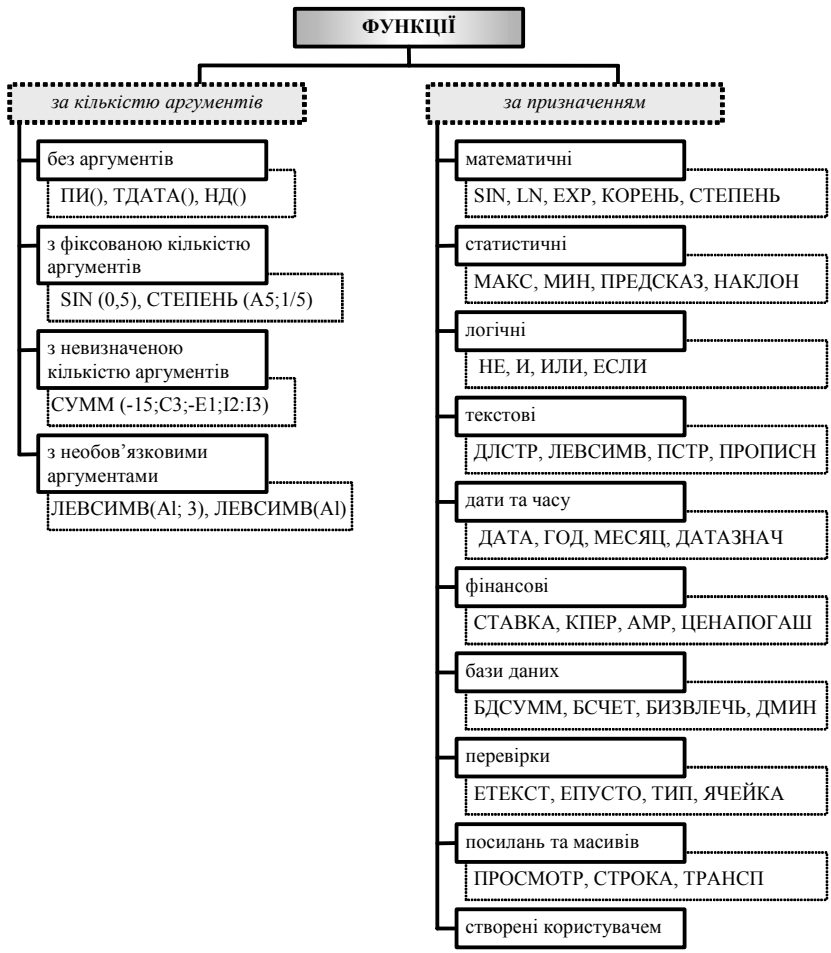 ФУНКЦІЇ
за кількістю аргументів
без аргументів
ПИ(), ТДАТА(), НД()
з фіксованою кількістю
аргументів
SIN (0,5), СТЕПЕНЬ (A5;1/5)
з невизначеною
кількістю аргументів
СУММ (-15;C3;-E1;I2:I3)
з необов’язковими
аргументами
ЛЕВСИМВ(Al; 3), ЛЕВСИМВ(Al)
за призначенням
математичні
SIN, LN, EXP, КОРЕНЬ, СТЕПЕНЬ
статистичні
МАКС, МИН, ПРЕДСКАЗ, НАКЛОН
логічні
НЕ, И, ИЛИ, ЕСЛИ
текстові
ДЛСТР, ЛЕВСИМВ, ПСТР, ПРОПИСН
дати та часу
ДАТА, ГОД, МЕСЯЦ, ДАТАЗНАЧ
фінансові
СТАВКА, КПЕР, АМР, ЦЕНАПОГАШ
бази даних
БДСУММ, БСЧЕТ, БИЗВЛЕЧЬ, ДМИН
перевірки
ЕТЕКСТ, ЕПУСТО, ТИП, ЯЧЕЙКА
посилань та масивів
ПРОСМОТР, СТРОКА, ТРАНСП
створені користувачем